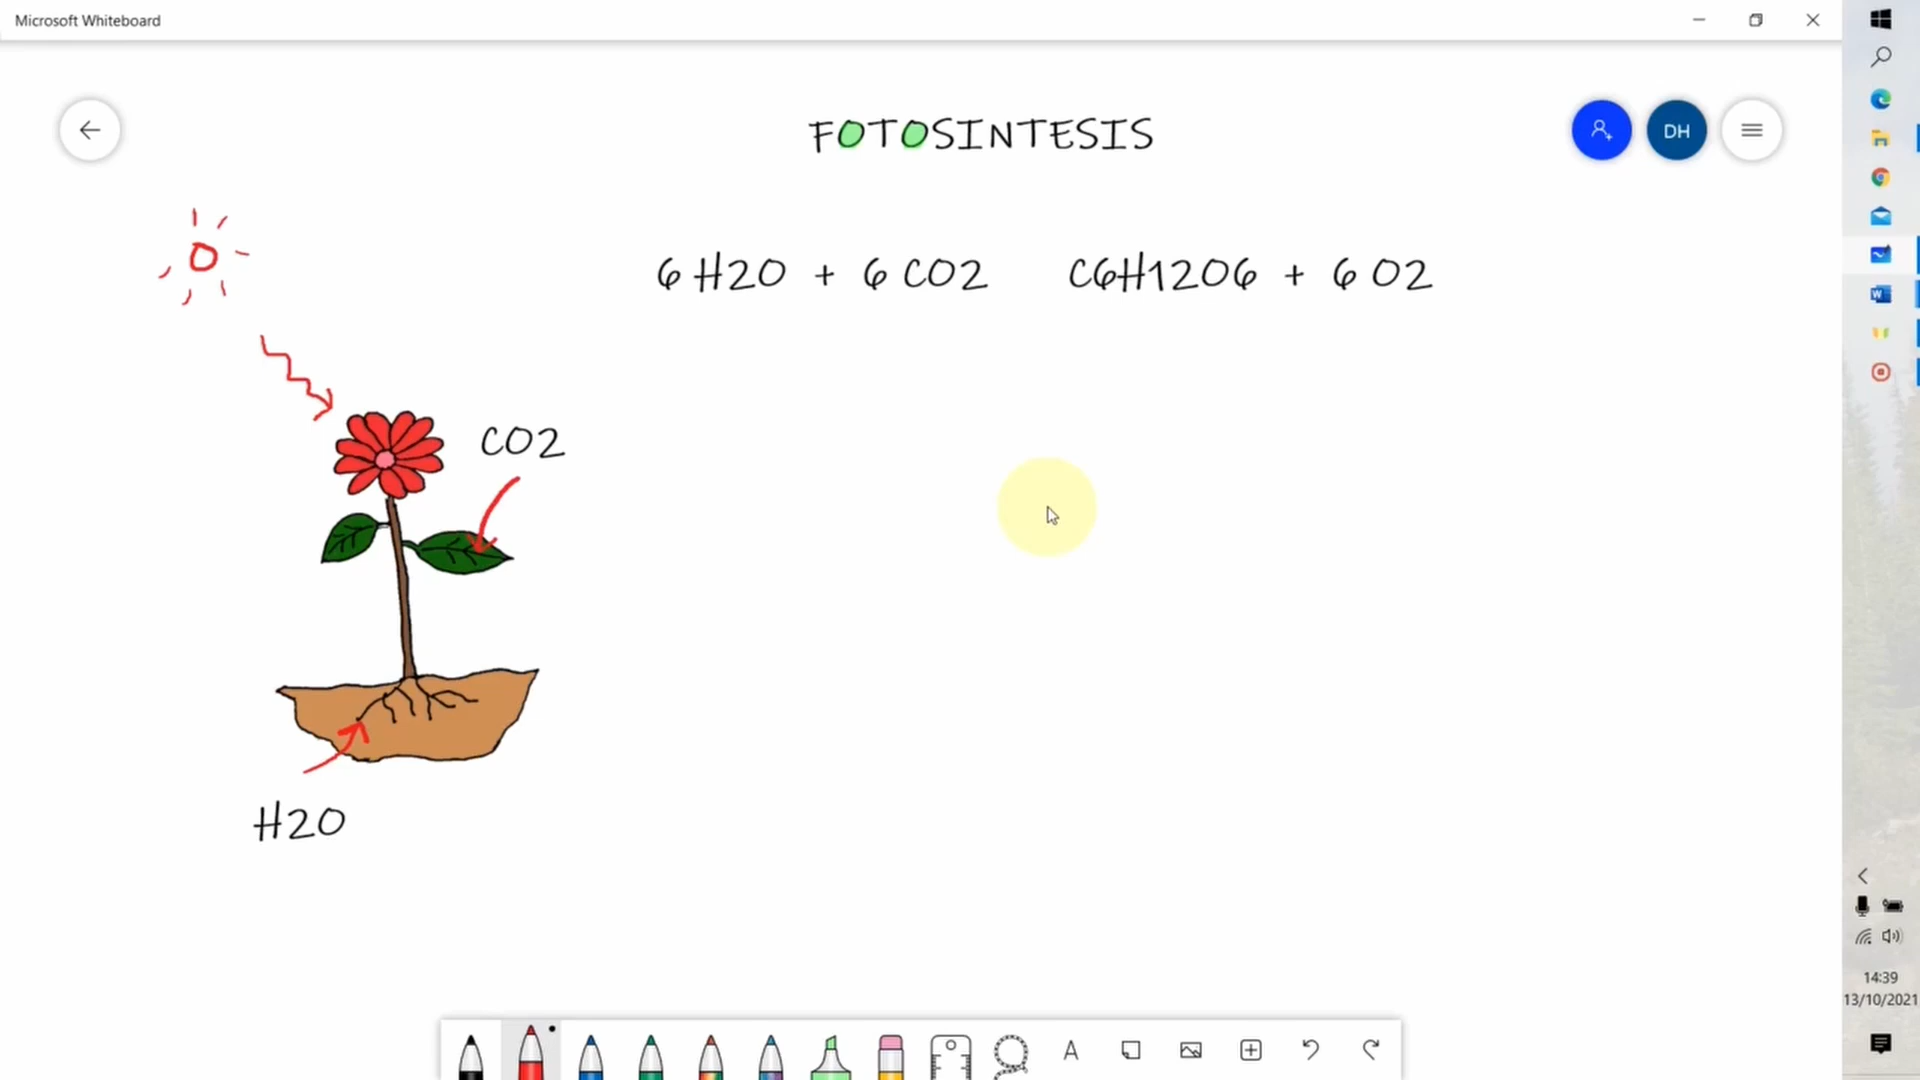 Microsoft Whiteboard
FOTOSINTESIS
DH
6 H2O + 6 CO2 C6H12O6 + 6 O2
CO2
H2O
A
14:39
13/10/2021